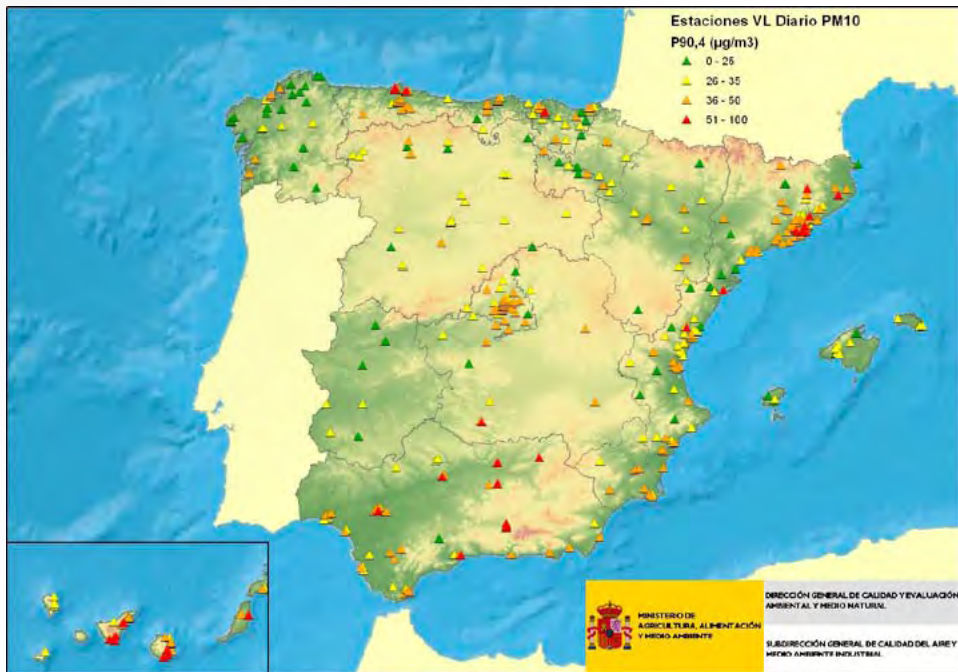 Estaciones VL Diario PM10
P90,4 (µg/m3)
0 - 25
26 - 35
36 - 50
51 - 100
MINISTERIO DE
AGRICULTURA, ALIMENTACIÓN
Y MEDIO AMBIENTE
DIRECCIÓN GENERAL DE CALIDAD Y EVALUACIÓN
AMBIENTAL Y MEDIO NATURAL
SUBDIRECCIÓN GENERAL DE CALIDAD DEL AIRE Y
MEDIO AMBIENTE INDUSTRIAL